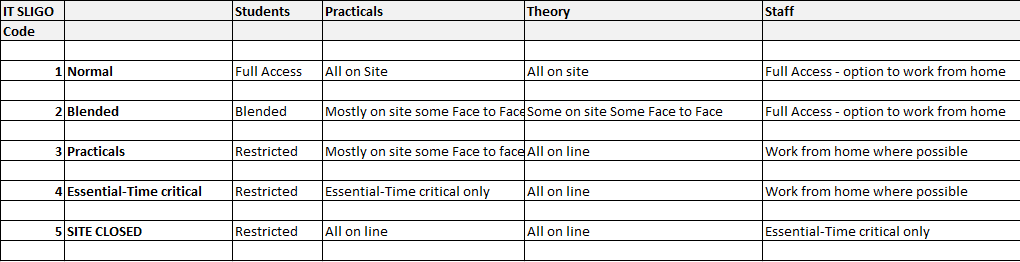 IT SLIGO Students Practicals Theory Staff
Code
1 Normal Full Access All on Site All on site Full Access - option to work from home
2 Blended Blended Mostly on site some Face to Face Some on site Some Face to Face Full Access - option to work from home
3 Practicals Restricted Mostly on site some Face to face All on line Work from home where possible
4 Essential-Time critical Restricted Essential-Time critical only All on line Work from home where possible
5 SITE CLOSED Restricted All on line All on line Essential-Time critical only